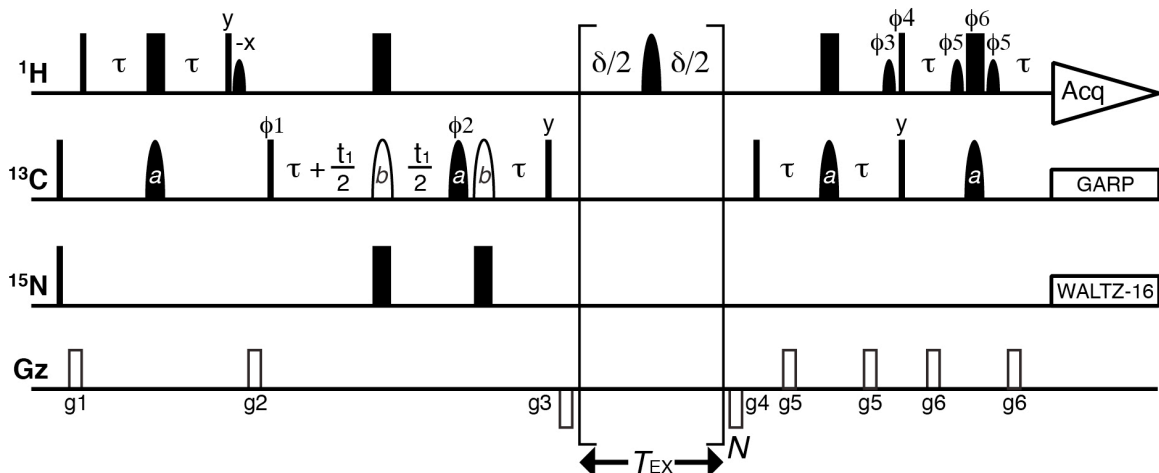 y -x ϕ3 ϕ4 ϕ5 ϕ6 ϕ5
¹H τ τ δ/2 δ/2 τ τ Acq
ϕ1 ϕ2 y y
¹³C a τ + t₁/2 b t₁/2 a b τ τ a τ a GARP
¹⁵N WALTZ-16
Gz
g1 g2 g3 g4 g5 g5 g6 g6
T_EX N